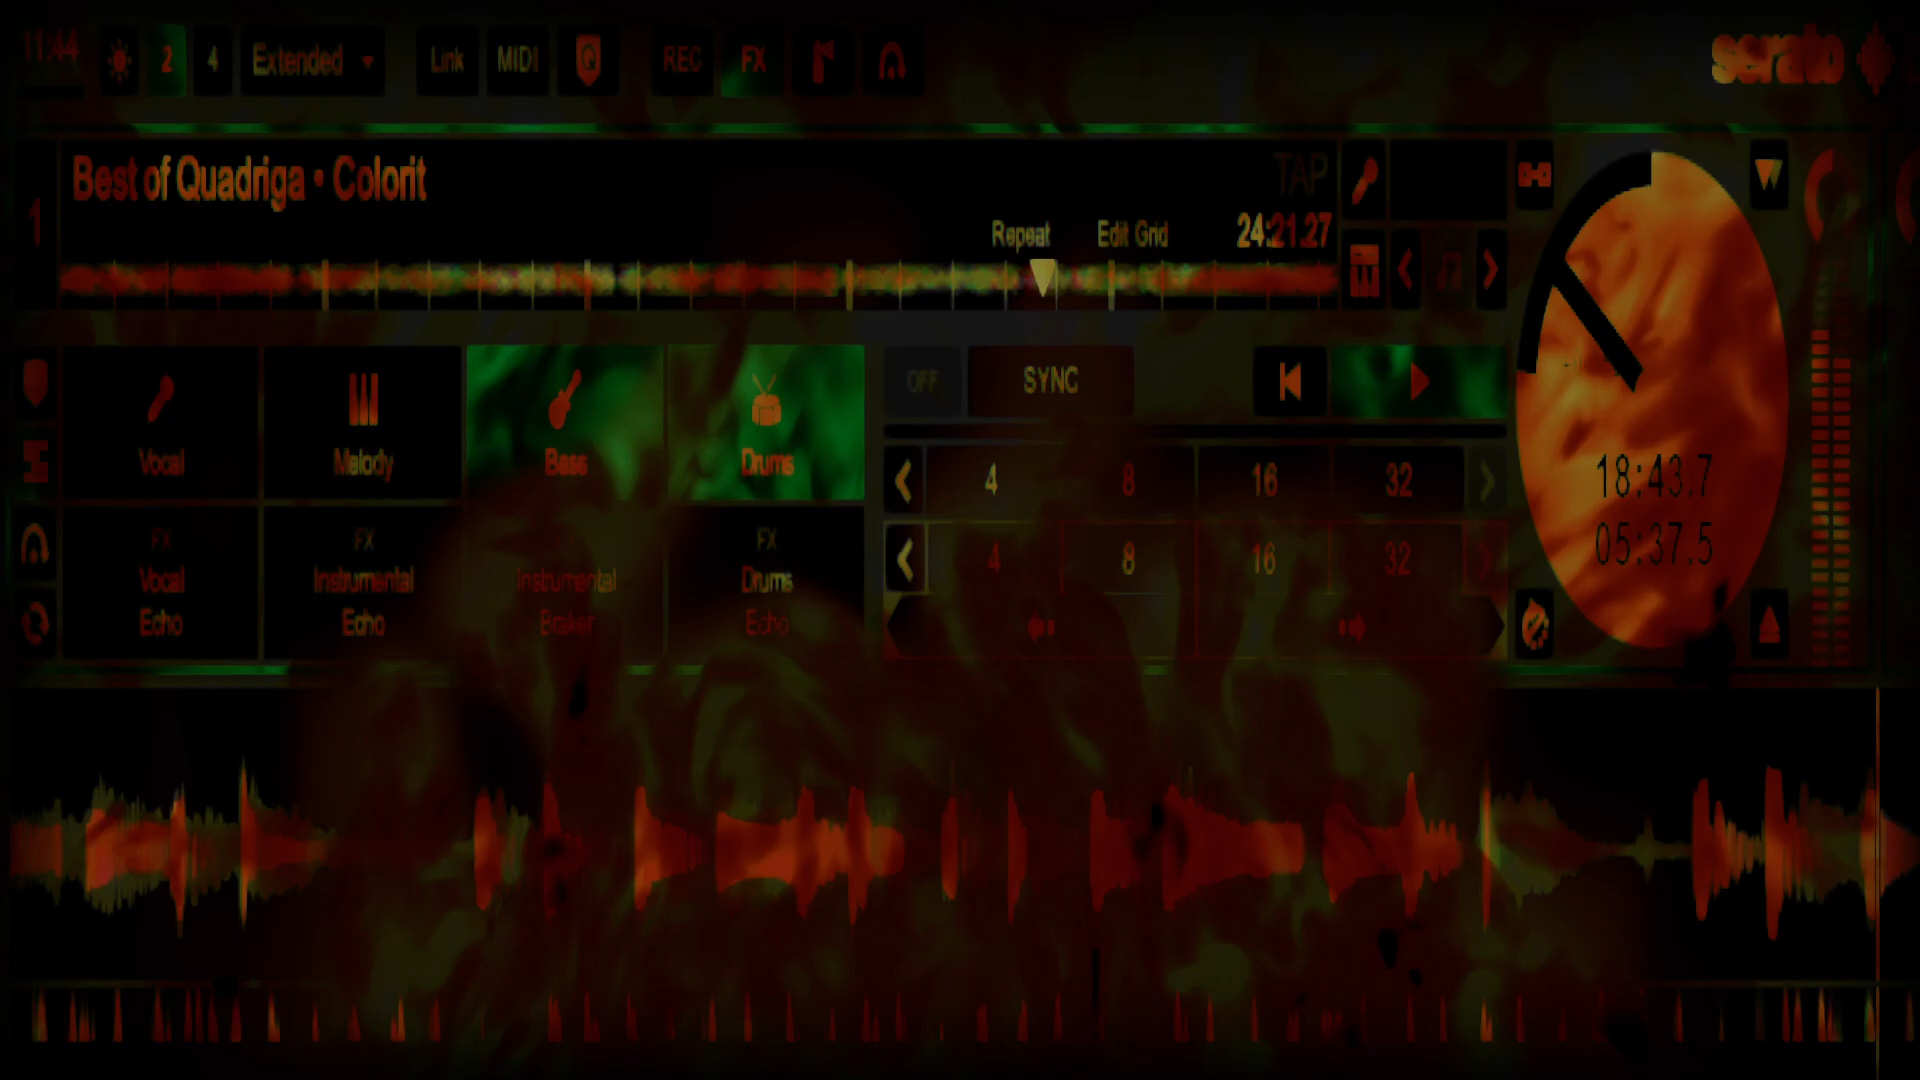 11:44 2 4 Extended Link MIDI REC FX serato
Best of Quadriga • Colorit TAP
1
Repeat Edit Grid 24:21.27
OFF SYNC
Vocal Melody Bass Drums
4 8 16 32
18:43.7
FX FX FX
4 8 16 32
05:37.5
Vocal Instrumental Instrumental Drums
Echo Echo Braker Echo